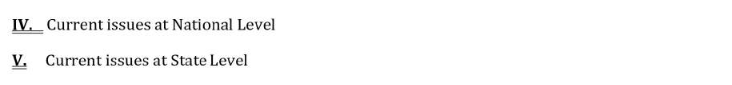 IV. Current issues at National Level
V. Current issues at State Level